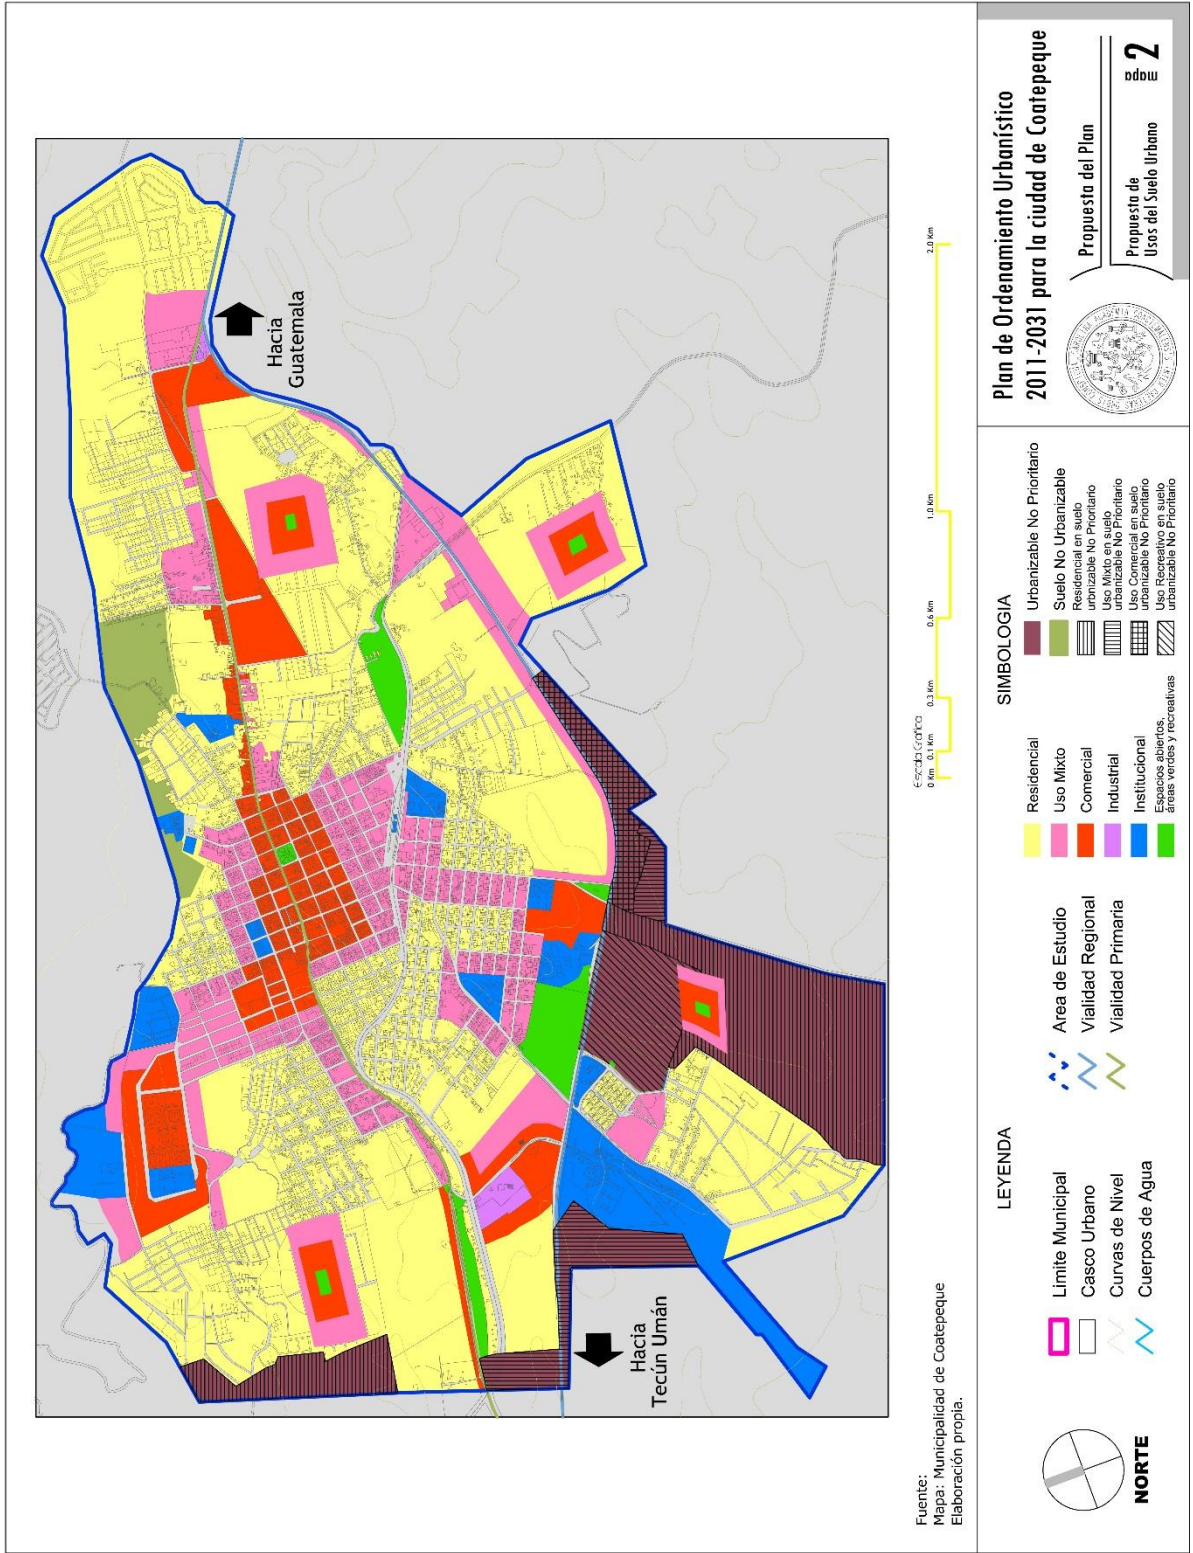 Hacia
Guatemala
Hacia
Tecún Umán
Fuente:
Mapa: Municipalidad de Coatepeque
Elaboración propia.
Escala Gráfica
0 Km 0.1 Km 0.3 Km 0.6 Km 1.0 Km 2.0 Km
NORTE
LEYENDA
Limite Municipal
Casco Urbano
Curvas de Nivel
Cuerpos de Agua
Area de Estudio
Vialidad Regional
Vialidad Primaria
SIMBOLOGIA
Residencial
Uso Mixto
Comercial
Industrial
Institucional
Espacios abiertos,
áreas verdes y recreativas
Urbanizable No Prioritario
Suelo No Urbanizable
Residencial en suelo
urbnizable No Prioritario
Uso Mixto en suelo
urbanizable No Prioritario
Uso Comercial en suelo
urbanizable No Prioritario
Uso Recreativo en suelo
urbanizable No Prioritario
Plan de Ordenamiento Urbanístico
2011-2031 para la ciudad de Coatepeque
Propuesta del Plan
Propuesta de
Usos del Suelo Urbano
mapa 2